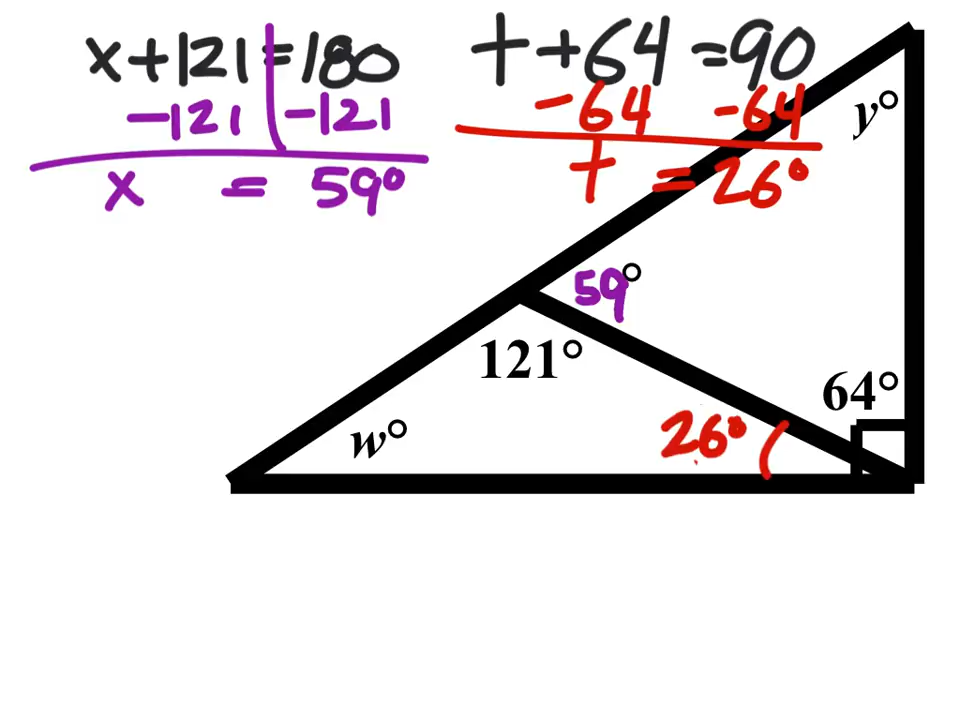 x+121=180
-121 -121
x = 59°
t+64=90
-64 -64
t = 26°
y°
59°
121°
64°
w°
26°